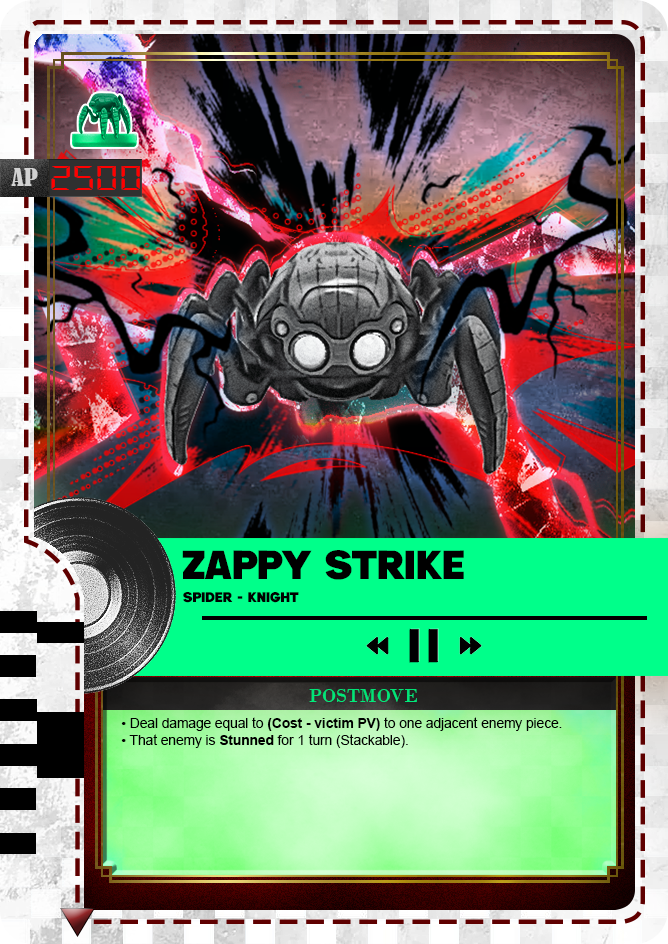 AP 2500
ZAPPY STRIKE
SPIDER - KNIGHT
POSTMOVE
• Deal damage equal to (Cost - victim PV) to one adjacent enemy piece.
• That enemy is Stunned for 1 turn (Stackable).